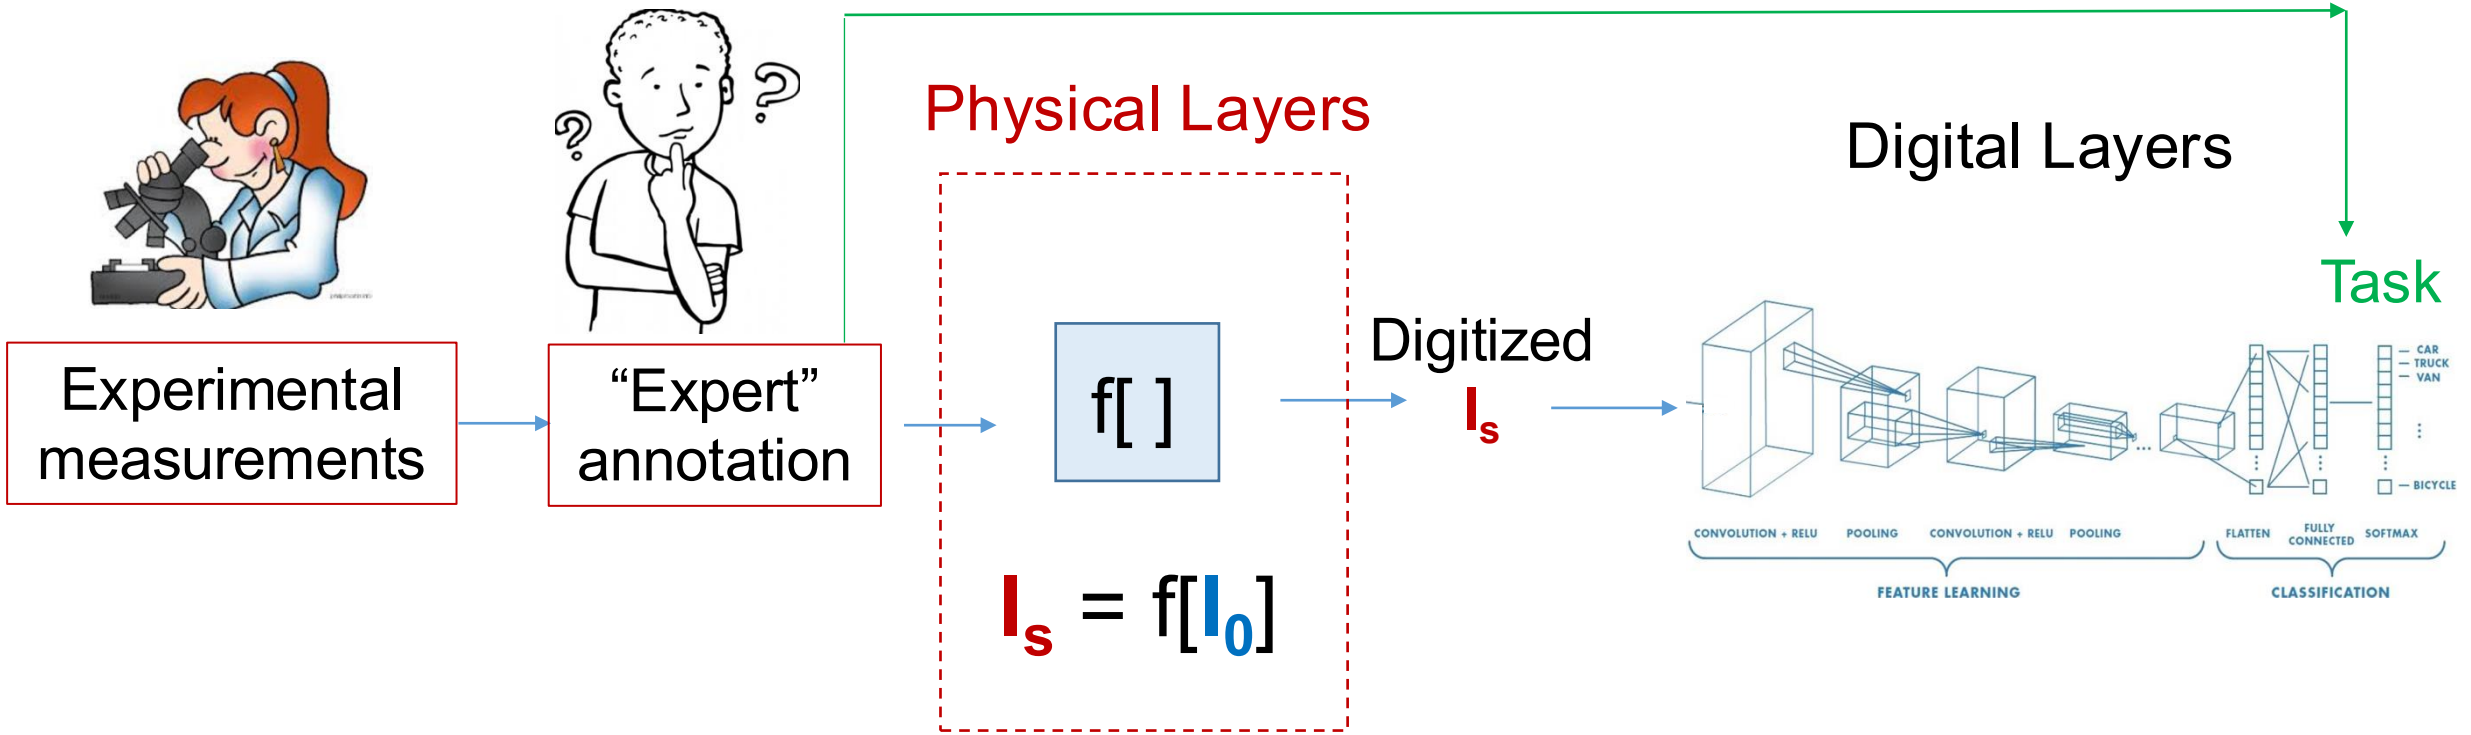 Physical Layers
Digital Layers
Task
Experimental
measurements
“Expert”
annotation
f[ ]
Digitized
Is
Is = f[I0]
CAR
TRUCK
VAN
BICYCLE
CONVOLUTION + RELU
POOLING
CONVOLUTION + RELU
POOLING
FLATTEN
FULLY
CONNECTED
SOFTMAX
FEATURE LEARNING
CLASSIFICATION